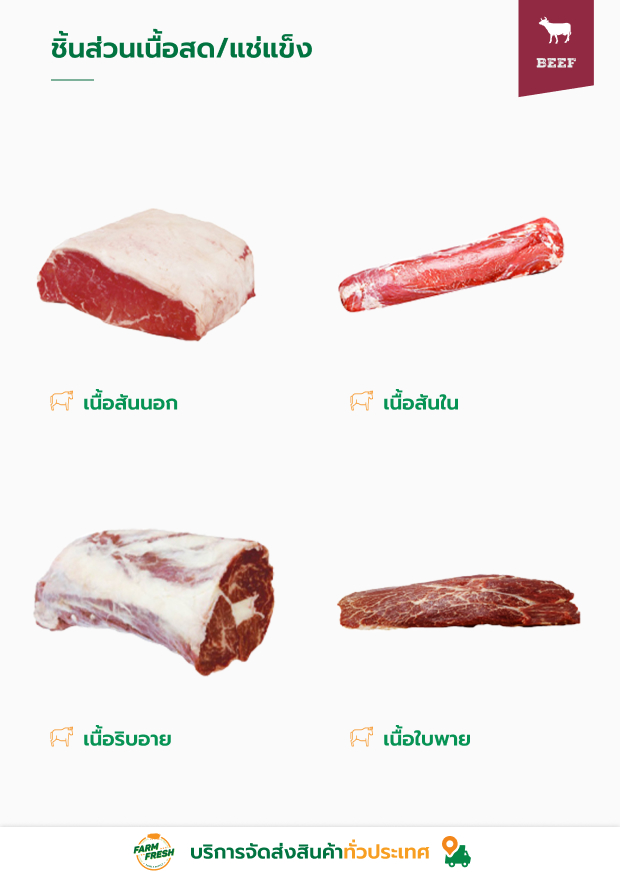 ชิ้นส่วนเนื้อสด/แช่แข็ง
BEEF
เนื้อสันนอก
เนื้อสันใน
เนื้อริบอาย
เนื้อใบพาย
FARM
FRESH
บริการจัดส่งสินค้าทั่วประเทศ